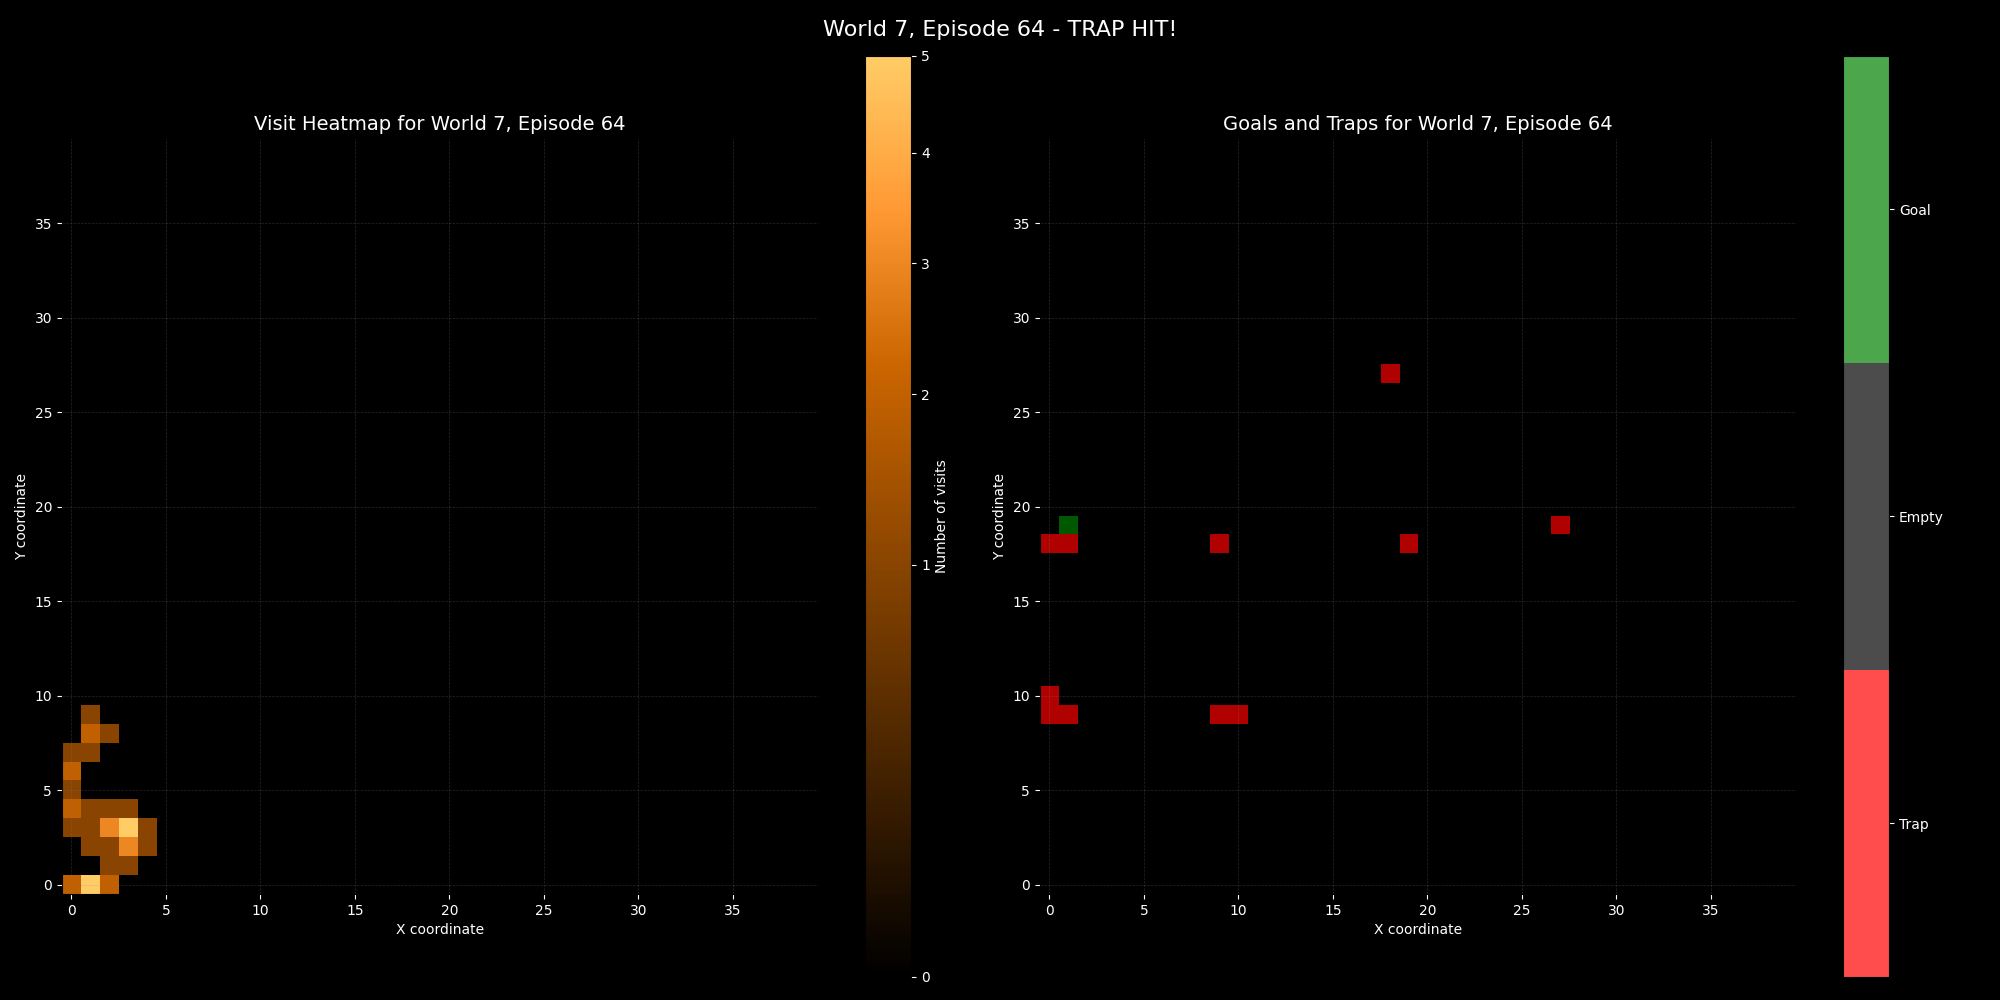 World 7, Episode 64 - TRAP HIT!
Visit Heatmap for World 7, Episode 64
35
30
25
20
15
10
5
0
Y coordinate
0 5 10 15 20 25 30 35
X coordinate
5
4
3
2
1
0
Number of visits
Goals and Traps for World 7, Episode 64
35
30
25
20
15
10
5
0
Y coordinate
0 5 10 15 20 25 30 35
X coordinate
Goal
Empty
Trap